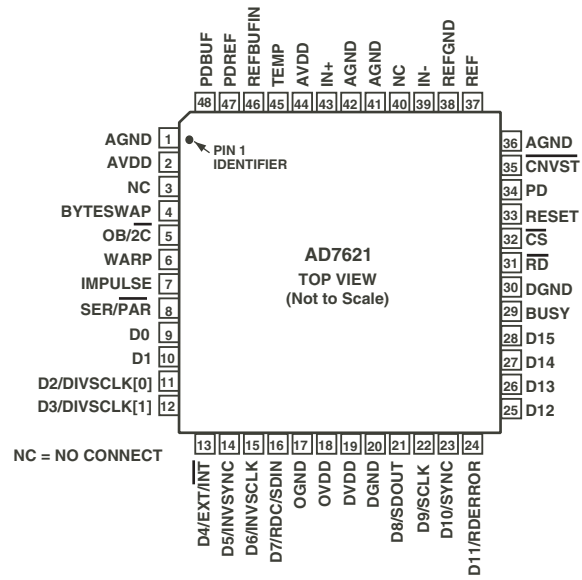 PDBUF
PDREF
REFBUFIN
TEMP
AVDD
IN+
AGND
AGND
NC
IN-
REFGND
REF
48 47 46 45 44 43 42 41 40 39 38 37
AGND 1
AVDD 2
NC 3
BYTESWAP 4
OB/2C̅ 5
WARP 6
IMPULSE 7
SER/P̅A̅R̅ 8
D0 9
D1 10
D2/DIVSCLK[0] 11
D3/DIVSCLK[1] 12
PIN 1
IDENTIFIER
AD7621
TOP VIEW
(Not to Scale)
36 AGND
35 C̅N̅V̅S̅T̅
34 PD
33 RESET
32 C̅S̅
31 R̅D̅
30 DGND
29 BUSY
28 D15
27 D14
26 D13
25 D12
NC = NO CONNECT
13 14 15 16 17 18 19 20 21 22 23 24
D4/EXT/I̅N̅T̅
D5/INVSYNC
D6/INVSCLK
D7/RDC/SDIN
OGND
OVDD
DVDD
DGND
D8/SDOUT
D9/SCLK
D10/SYNC
D11/RDERROR